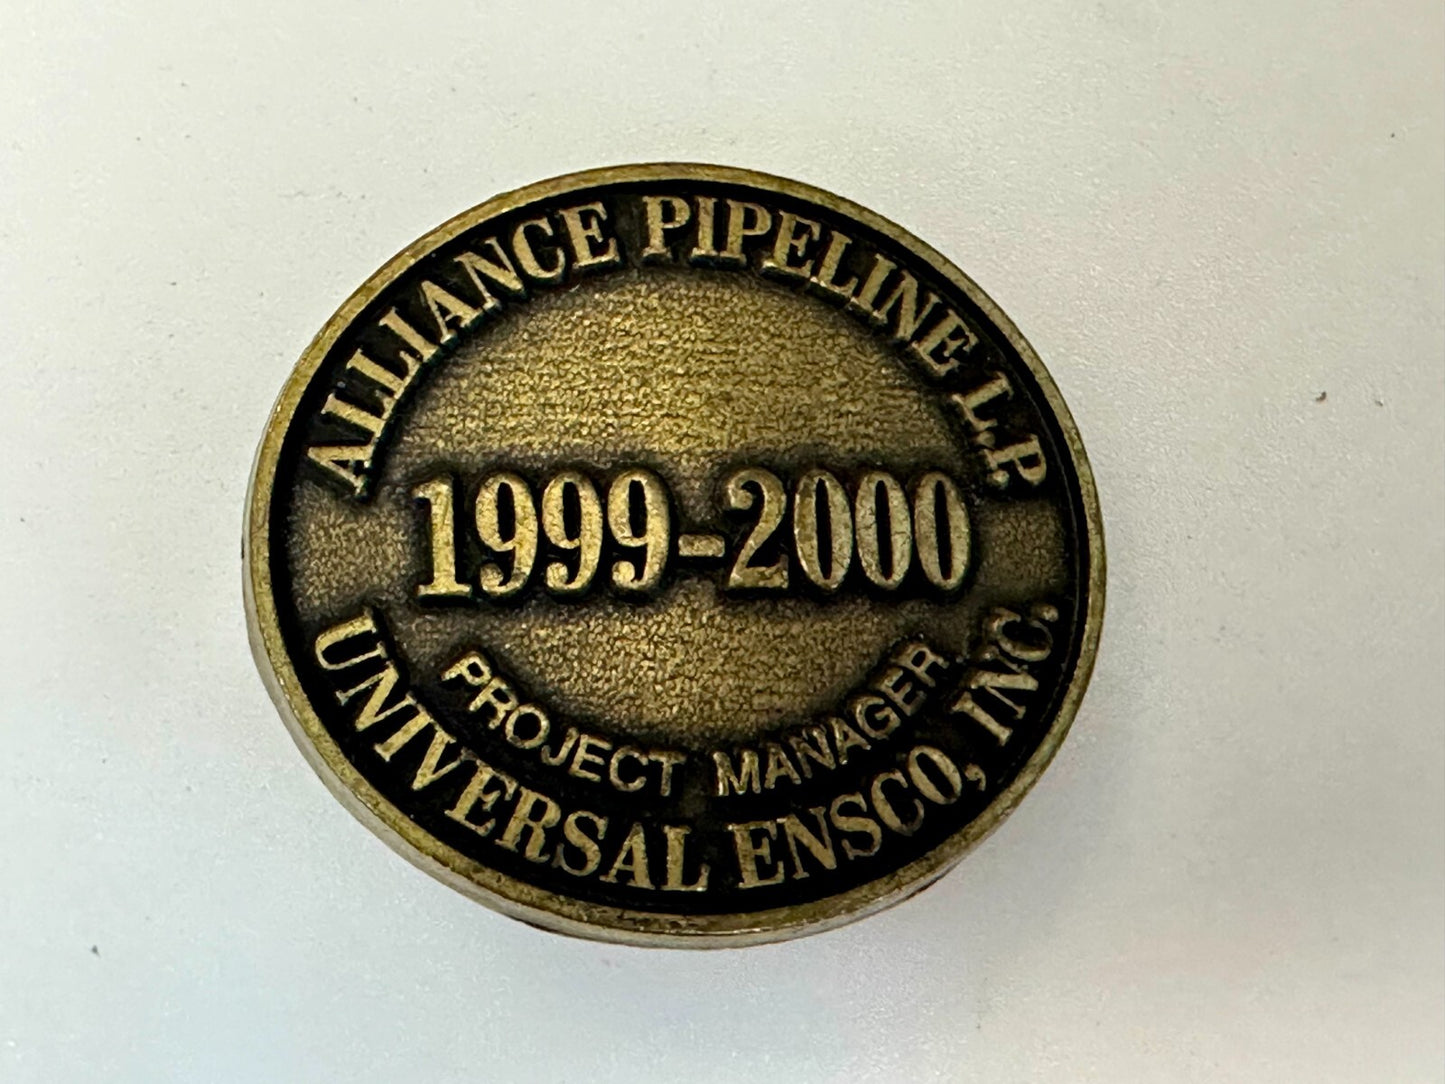 ALLIANCE PIPELINE L.P.
1999-2000
PROJECT MANAGER
UNIVERSAL ENSCO, INC.